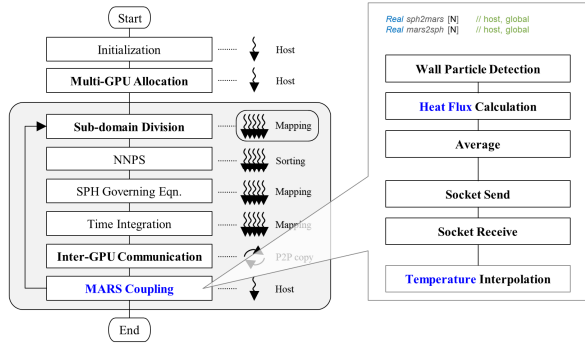 Start
Initialization
Host
Multi-GPU Allocation
Host
Sub-domain Division
Mapping
NNPS
Sorting
SPH Governing Eqn.
Mapping
Time Integration
Mapping
Inter-GPU Communication
P2P copy
MARS Coupling
Host
End
Real sph2mars [N] // host, global
Real mars2sph [N] // host, global
Wall Particle Detection
Heat Flux Calculation
Average
Socket Send
Socket Receive
Temperature Interpolation